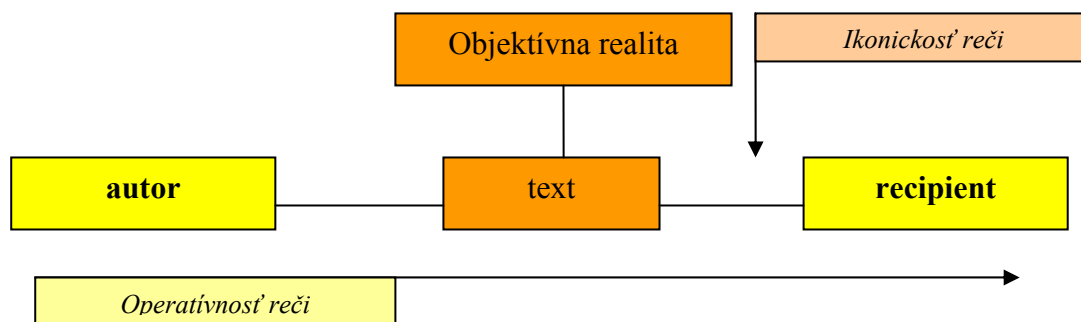 Objektívna realita
Ikonickosť reči
autor
text
recipient
Operatívnosť reči